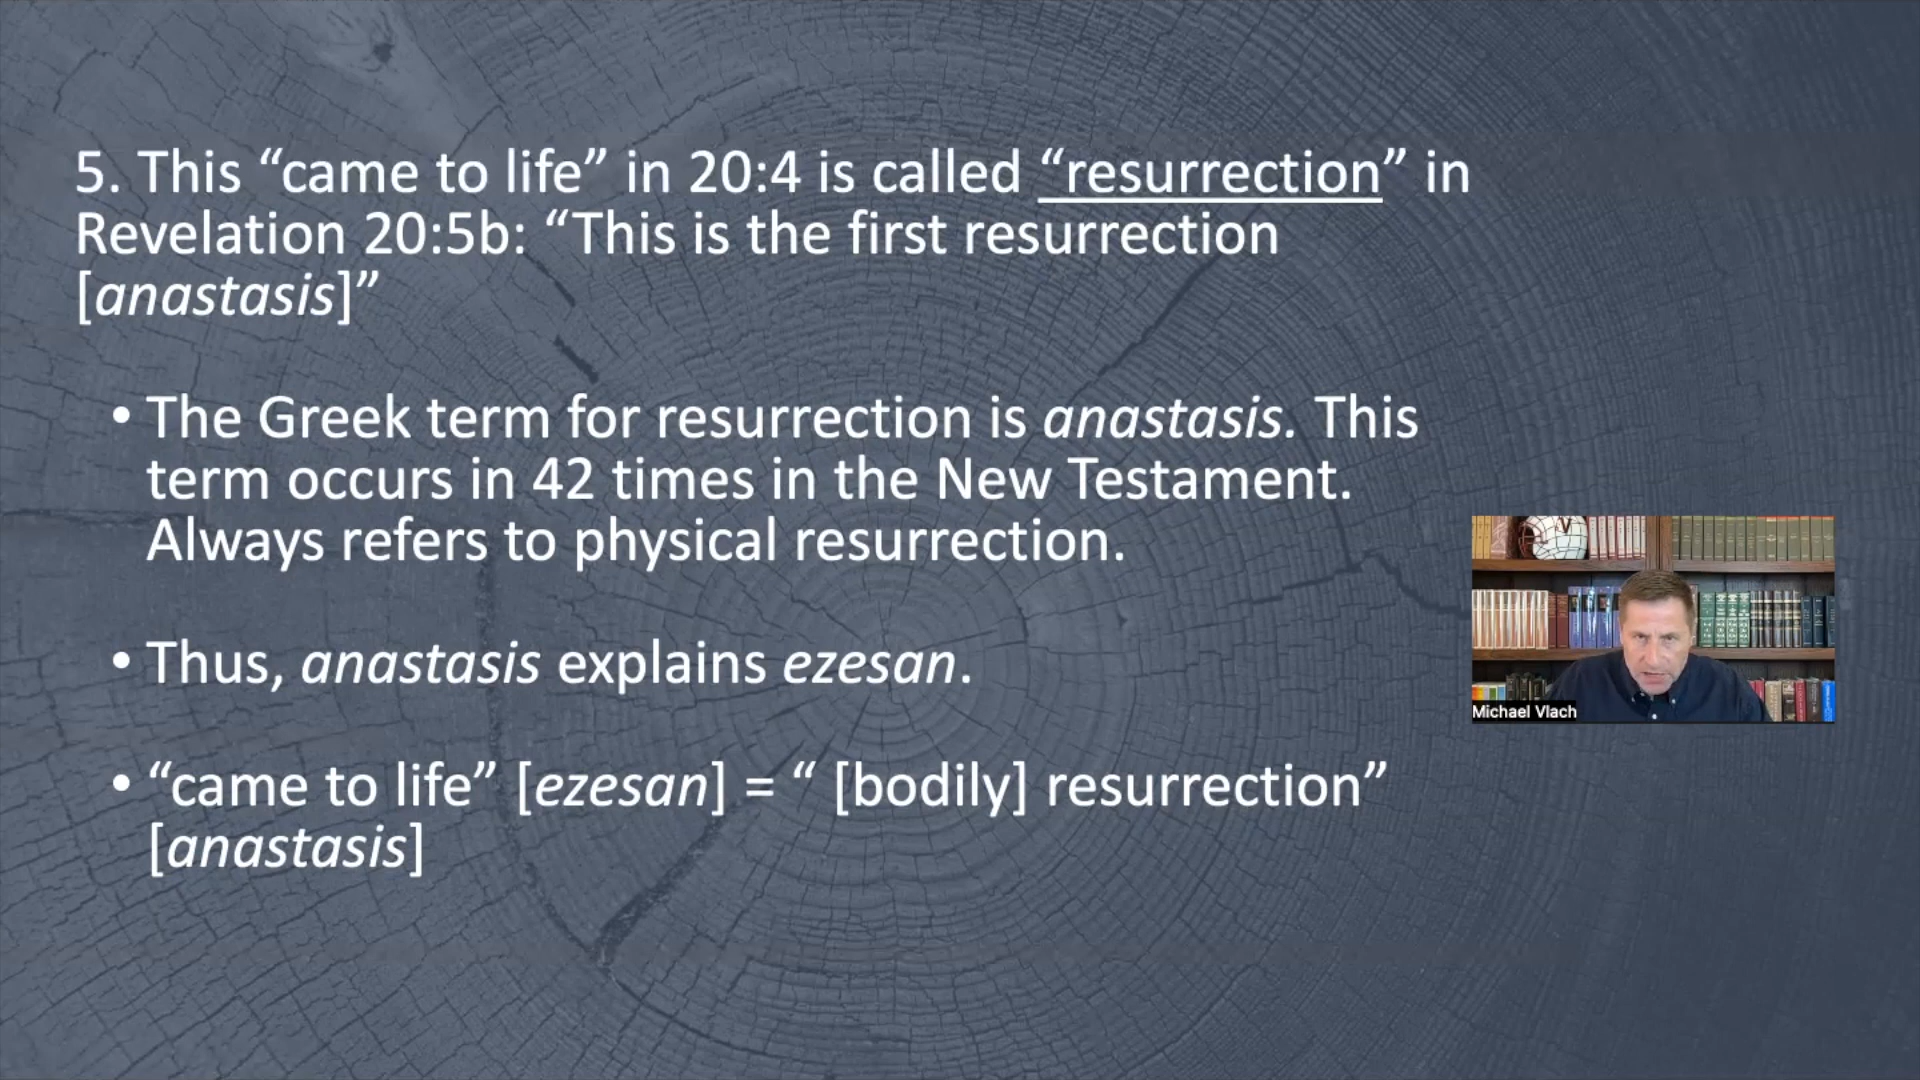 5. This “came to life” in 20:4 is called “resurrection” in
Revelation 20:5b: “This is the first resurrection
[anastasis]”
• The Greek term for resurrection is anastasis. This
term occurs in 42 times in the New Testament.
Always refers to physical resurrection.
• Thus, anastasis explains ezesan.
• “came to life” [ezesan] = “ [bodily] resurrection”
[anastasis]
Michael Vlach